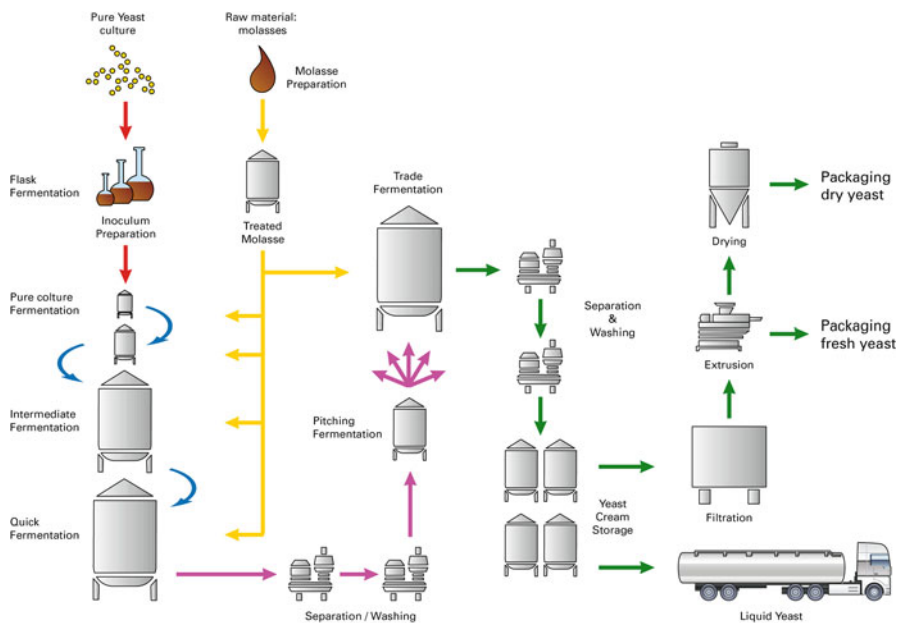 Pure Yeast
culture
Raw material:
molasses
Molasse
Preparation
Flask
Fermentation
Inoculum
Preparation
Treated
Molasse
Trade
Fermentation
Drying
Packaging
dry yeast
Pure colture
Fermentation
Separation
&
Washing
Extrusion
Packaging
fresh yeast
Intermediate
Fermentation
Pitching
Fermentation
Quick
Fermentation
Yeast
Cream
Storage
Filtration
Separation / Washing
Liquid Yeast